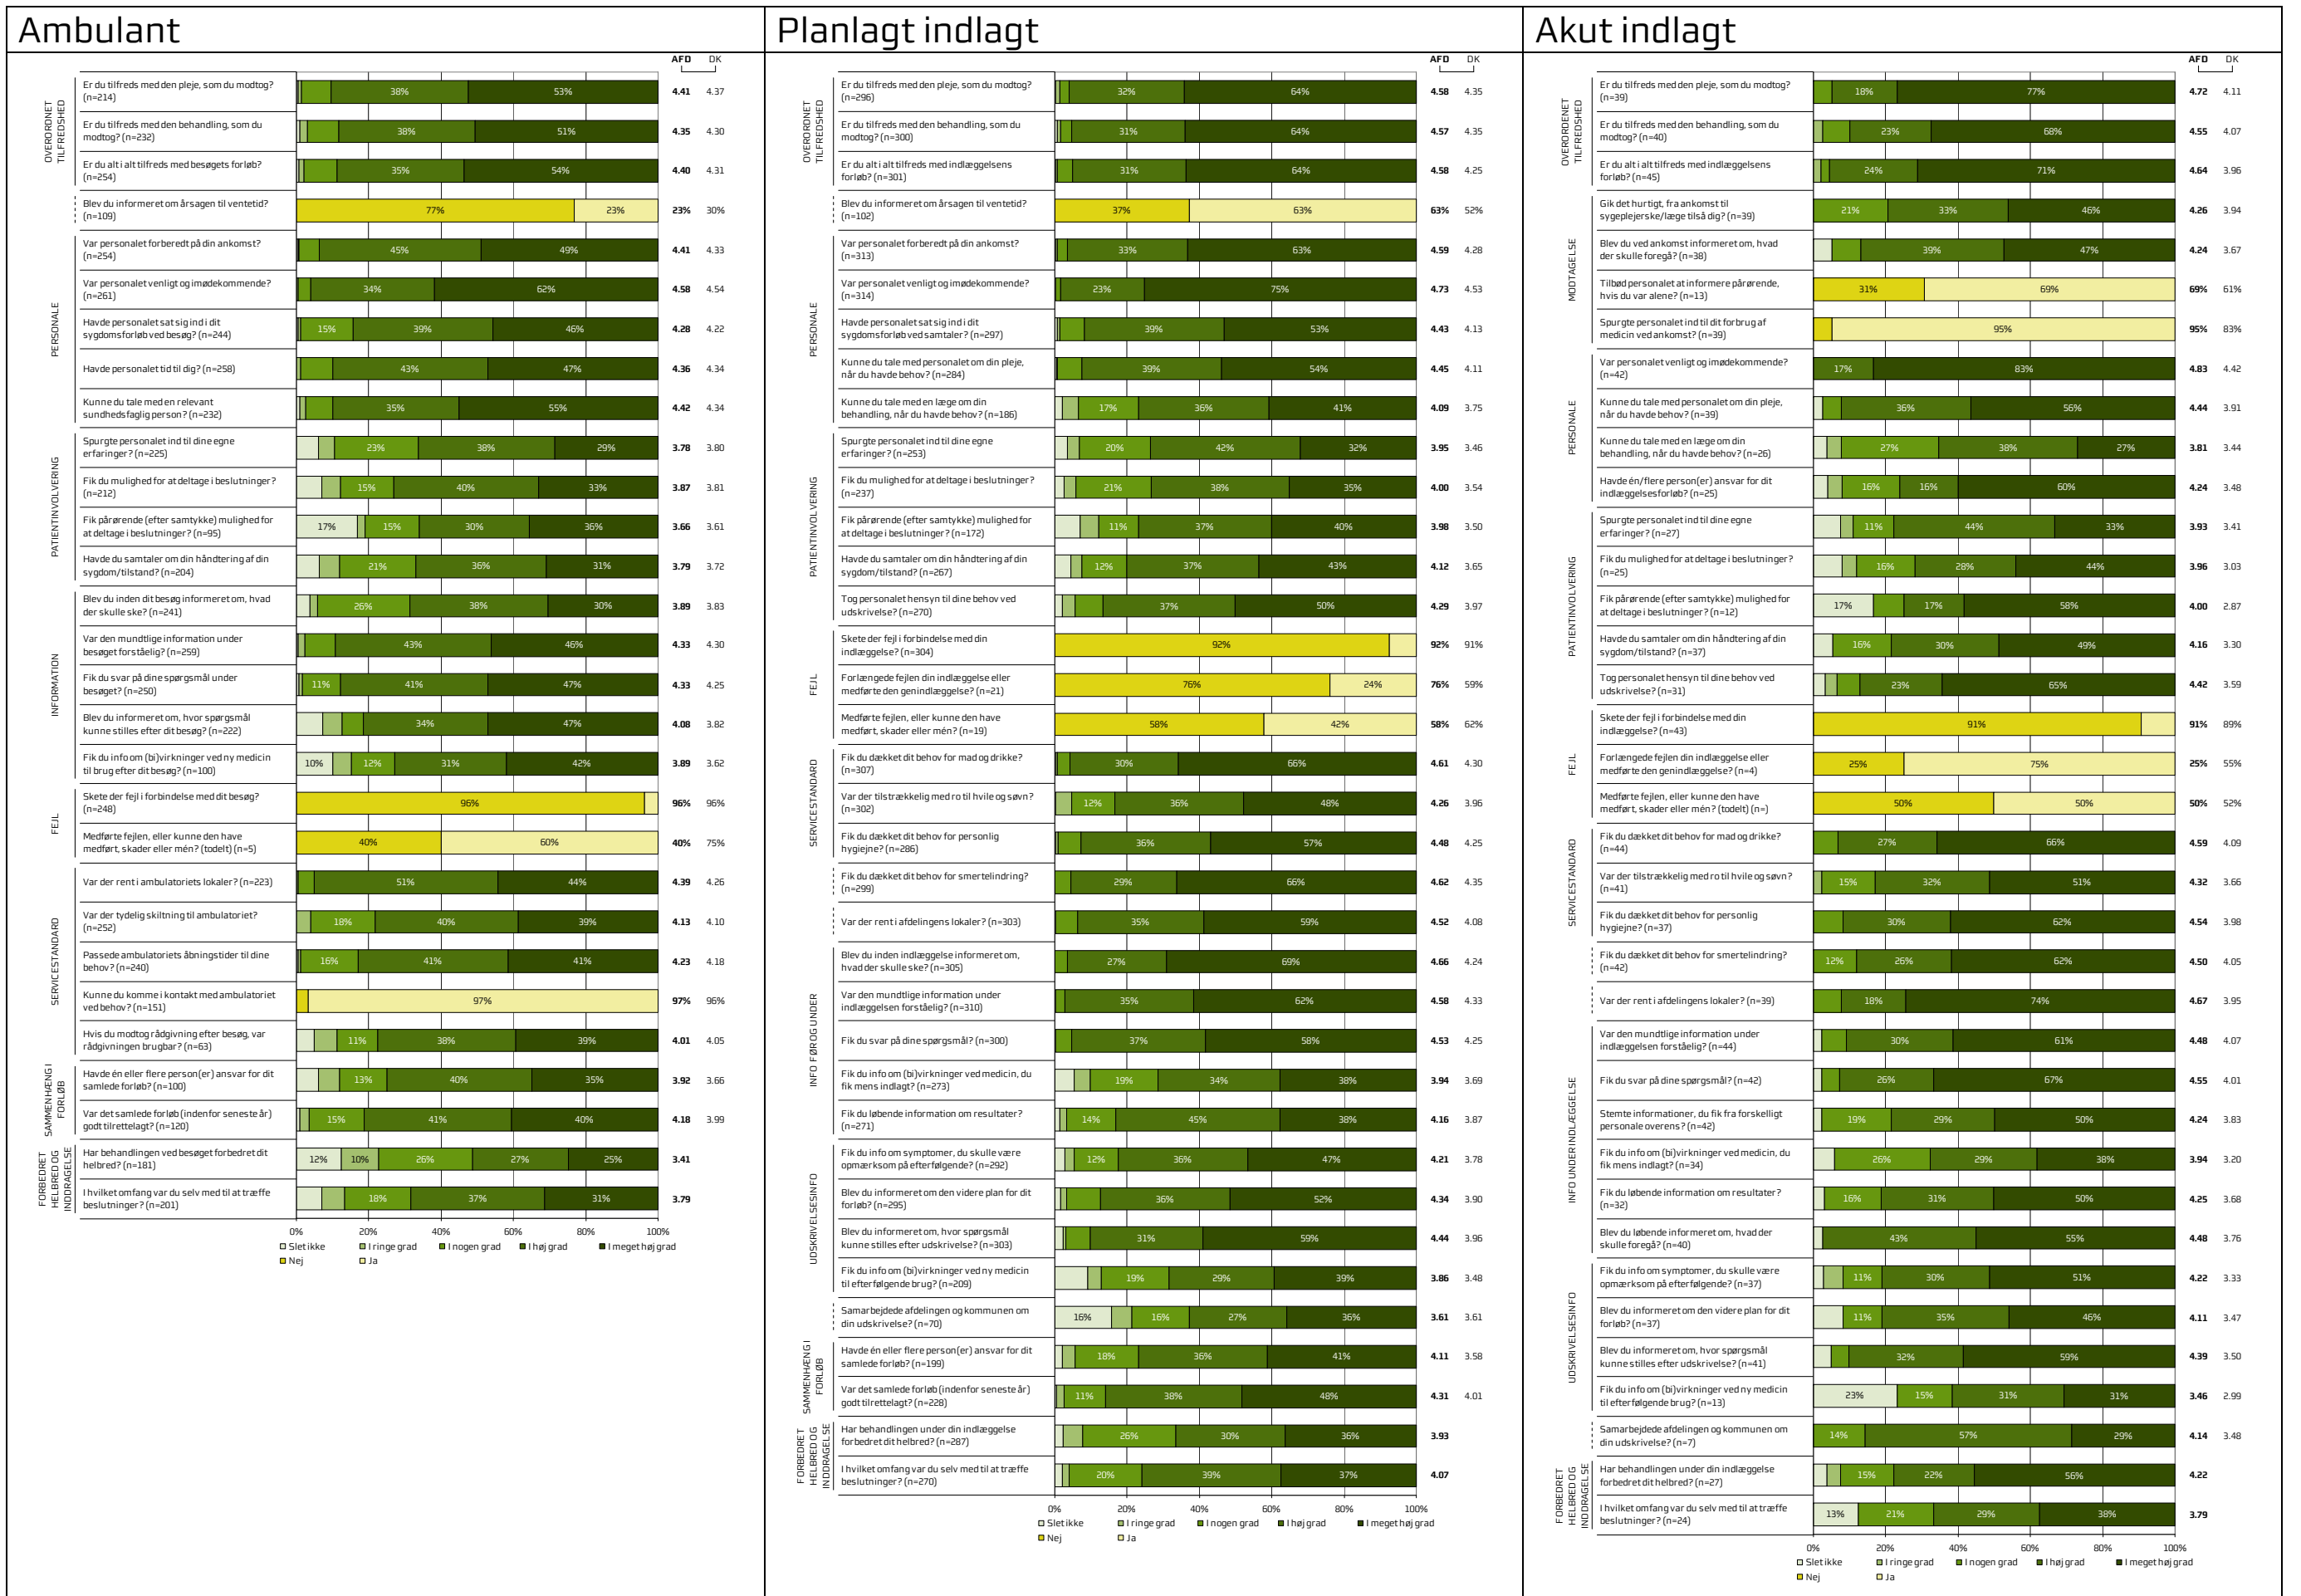 Ambulant
AFD DK
OVERORDNET TILFREDSHED
Er du tilfreds med den pleje, som du modtog?
(n=214)
38% 53% 4.41 4.37
Er du tilfreds med den behandling, som du
modtog? (n=232)
38% 51% 4.35 4.30
Er du alt i alt tilfreds med besøgets forløb?
(n=254)
35% 54% 4.40 4.31
Blev du informeret om årsagen til ventetid?
(n=109)
77% 23% 23% 30%
PERSONALE
Var personalet forberedt på din ankomst?
(n=254)
45% 49% 4.41 4.33
Var personalet venligt og imødekommende?
(n=261)
34% 62% 4.58 4.54
Havde personalet sat sig ind i dit
sygdomsforløb ved besøg? (n=244)
15% 39% 46% 4.28 4.22
Havde personalet tid til dig? (n=258)
43% 47% 4.36 4.34
Kunne du tale med en relevant
sundhedsfaglig person? (n=232)
35% 55% 4.42 4.34
PATIENTINVOLVERING
Spurgte personalet ind til dine egne
erfaringer? (n=225)
23% 38% 29% 3.78 3.80
Fik du mulighed for at deltage i beslutninger?
(n=212)
15% 40% 33% 3.87 3.81
Fik pårørende (efter samtykke) mulighed for
at deltage i beslutninger? (n=95)
17% 15% 30% 36% 3.66 3.61
Havde du samtaler om din håndtering af din
sygdom/tilstand? (n=204)
21% 36% 31% 3.79 3.72
INFORMATION
Blev du inden dit besøg informeret om, hvad
der skulle ske? (n=241)
26% 38% 30% 3.89 3.83
Var den mundtlige information under
besøget forståelig? (n=259)
43% 46% 4.33 4.30
Fik du svar på dine spørgsmål under
besøget? (n=250)
11% 41% 47% 4.33 4.25
Blev du informeret om, hvor spørgsmål
kunne stilles efter dit besøg? (n=222)
34% 47% 4.08 3.82
Fik du info om (bi)virkninger ved ny medicin
til brug efter dit besøg? (n=100)
10% 12% 31% 42% 3.89 3.62
FEJL
Skete der fejl i forbindelse med dit besøg?
(n=248)
96% 96% 96%
Medførte fejlen, eller kunne den have
medført, skader eller mén? (todelt) (n=5)
40% 60% 40% 75%
SERVICESTANDARD
Var der rent i ambulatoriets lokaler? (n=223)
51% 44% 4.39 4.26
Var der tydelig skiltning til ambulatoriet?
(n=252)
18% 40% 39% 4.13 4.10
Passede ambulatoriets åbningstider til dine
behov? (n=240)
16% 41% 41% 4.23 4.18
Kunne du komme i kontakt med ambulatoriet
ved behov? (n=151)
97% 97% 96%
Hvis du modtog rådgivning efter besøg, var
rådgivningen brugbar? (n=63)
11% 38% 39% 4.01 4.05
SAMMENHÆNG I FORLØB
Havde én eller flere person(er) ansvar for dit
samlede forløb? (n=100)
13% 40% 35% 3.92 3.66
Var det samlede forløb (indenfor seneste år)
godt tilrettelagt? (n=120)
15% 41% 40% 4.18 3.99
FORBEDRET HELBRED OG INDDRAGELSE
Har behandlingen ved besøget forbedret dit
helbred? (n=181)
12% 10% 26% 27% 25% 3.41
I hvilket omfang var du selv med til at træffe
beslutninger? (n=201)
18% 37% 31% 3.79
0% 20% 40% 60% 80% 100%
Slet ikke I ringe grad I nogen grad I høj grad I meget høj grad
Nej Ja
Planlagt indlagt
AFD DK
OVERORDNET TILFREDSHED
Er du tilfreds med den pleje, som du modtog?
(n=296)
32% 64% 4.58 4.35
Er du tilfreds med den behandling, som du
modtog? (n=300)
31% 64% 4.57 4.35
Er du alt i alt tilfreds med indlæggelsens
forløb? (n=301)
31% 64% 4.58 4.25
Blev du informeret om årsagen til ventetid?
(n=102)
37% 63% 63% 52%
PERSONALE
Var personalet forberedt på din ankomst?
(n=313)
33% 63% 4.59 4.28
Var personalet venligt og imødekommende?
(n=314)
23% 75% 4.73 4.53
Havde personalet sat sig ind i dit
sygdomsforløb ved samtaler? (n=297)
39% 53% 4.43 4.13
Kunne du tale med personalet om din pleje,
når du havde behov? (n=284)
39% 54% 4.45 4.11
Kunne du tale med en læge om din
behandling, når du havde behov? (n=186)
17% 36% 41% 4.09 3.75
PATIENTINVOLVERING
Spurgte personalet ind til dine egne
erfaringer? (n=253)
20% 42% 32% 3.95 3.46
Fik du mulighed for at deltage i beslutninger?
(n=237)
21% 38% 35% 4.00 3.54
Fik pårørende (efter samtykke) mulighed for
at deltage i beslutninger? (n=172)
11% 37% 40% 3.98 3.50
Havde du samtaler om din håndtering af din
sygdom/tilstand? (n=267)
12% 37% 43% 4.12 3.65
Tog personalet hensyn til dine behov ved
udskrivelse? (n=270)
37% 50% 4.29 3.97
FEJL
Skete der fejl i forbindelse med din
indlæggelse? (n=304)
92% 92% 91%
Forlængede fejlen din indlæggelse eller
medførte den genindlæggelse? (n=21)
76% 24% 76% 59%
Medførte fejlen, eller kunne den have
medført, skader eller mén? (n=19)
58% 42% 58% 62%
SERVICESTANDARD
Fik du dækket dit behov for mad og drikke?
(n=307)
30% 66% 4.61 4.30
Var der tilstrækkelig med ro til hvile og søvn?
(n=302)
12% 36% 48% 4.26 3.96
Fik du dækket dit behov for personlig
hygiejne? (n=286)
36% 57% 4.48 4.25
Fik du dækket dit behov for smertelindring?
(n=299)
29% 66% 4.62 4.35
Var der rent i afdelingens lokaler? (n=303)
35% 59% 4.52 4.08
INFO FØR OG UNDER
Blev du inden indlæggelse informeret om,
hvad der skulle ske? (n=305)
27% 69% 4.66 4.24
Var den mundtlige information under
indlæggelsen forståelig? (n=310)
35% 62% 4.58 4.33
Fik du svar på dine spørgsmål? (n=300)
37% 58% 4.53 4.25
Fik du info om (bi)virkninger ved medicin, du
fik mens indlagt? (n=273)
19% 34% 38% 3.94 3.69
Fik du løbende information om resultater?
(n=271)
14% 45% 38% 4.16 3.87
UDSKRIVELSESINFO
Fik du info om symptomer, du skulle være
opmærksom på efterfølgende? (n=292)
12% 36% 47% 4.21 3.78
Blev du informeret om den videre plan for dit
forløb? (n=295)
36% 52% 4.34 3.90
Blev du informeret om, hvor spørgsmål
kunne stilles efter udskrivelse? (n=303)
31% 59% 4.44 3.96
Fik du info om (bi)virkninger ved ny medicin
til efterfølgende brug? (n=209)
19% 29% 39% 3.86 3.48
Samarbejdede afdelingen og kommunen om
din udskrivelse? (n=70)
16% 16% 27% 36% 3.61 3.61
SAMMENHÆNG I FORLØB
Havde én eller flere person(er) ansvar for dit
samlede forløb? (n=199)
18% 36% 41% 4.11 3.58
Var det samlede forløb (indenfor seneste år)
godt tilrettelagt? (n=228)
11% 38% 48% 4.31 4.01
FORBEDRET HELBRED OG INDDRAGELSE
Har behandlingen under din indlæggelse
forbedret dit helbred? (n=287)
26% 30% 36% 3.93
I hvilket omfang var du selv med til at træffe
beslutninger? (n=270)
20% 39% 37% 4.07
0% 20% 40% 60% 80% 100%
Slet ikke I ringe grad I nogen grad I høj grad I meget høj grad
Nej Ja
Akut indlagt
AFD DK
OVERORDENET TILFREDSHED
Er du tilfreds med den pleje, som du modtog?
(n=39)
18% 77% 4.72 4.11
Er du tilfreds med den behandling, som du
modtog? (n=40)
23% 68% 4.55 4.07
Er du alt i alt tilfreds med indlæggelsens
forløb? (n=45)
24% 71% 4.64 3.96
MODTAGELSE
Gik det hurtigt, fra ankomst til
sygeplejerske/læge tilså dig? (n=39)
21% 33% 46% 4.26 3.94
Blev du ved ankomst informeret om, hvad
der skulle foregå? (n=38)
39% 47% 4.24 3.67
Tilbød personalet at informere pårørende,
hvis du var alene? (n=13)
31% 69% 69% 61%
Spurgte personalet ind til dit forbrug af
medicin ved ankomst? (n=39)
95% 95% 83%
PERSONALE
Var personalet venligt og imødekommende?
(n=42)
17% 83% 4.83 4.42
Kunne du tale med personalet om din pleje,
når du havde behov? (n=39)
36% 56% 4.44 3.91
Kunne du tale med en læge om din
behandling, når du havde behov? (n=26)
27% 38% 27% 3.81 3.44
Havde én/flere person(er) ansvar for dit
indlæggelsesforløb? (n=25)
16% 16% 60% 4.24 3.48
PATIENTINVOLVERING
Spurgte personalet ind til dine egne
erfaringer? (n=27)
11% 44% 33% 3.93 3.41
Fik du mulighed for at deltage i beslutninger?
(n=25)
16% 28% 44% 3.96 3.03
Fik pårørende (efter samtykke) mulighed for
at deltage i beslutninger? (n=12)
17% 17% 58% 4.00 2.87
Havde du samtaler om din håndtering af din
sygdom/tilstand? (n=37)
16% 30% 49% 4.16 3.30
Tog personalet hensyn til dine behov ved
udskrivelse? (n=31)
23% 65% 4.42 3.59
FEJL
Skete der fejl i forbindelse med din
indlæggelse? (n=43)
91% 91% 89%
Forlængede fejlen din indlæggelse eller
medførte den genindlæggelse? (n=4)
25% 75% 25% 55%
Medførte fejlen, eller kunne den have
medført, skader eller mén? (todelt) (n=)
50% 50% 50% 52%
SERVICESTANDARD
Fik du dækket dit behov for mad og drikke?
(n=44)
27% 66% 4.59 4.09
Var der tilstrækkelig med ro til hvile og søvn?
(n=41)
15% 32% 51% 4.32 3.66
Fik du dækket dit behov for personlig
hygiejne? (n=37)
30% 62% 4.54 3.98
Fik du dækket dit behov for smertelindring?
(n=42)
12% 26% 62% 4.50 4.05
Var der rent i afdelingens lokaler? (n=39)
18% 74% 4.67 3.95
INFO UNDER INDLÆGGELSE
Var den mundtlige information under
indlæggelsen forståelig? (n=44)
30% 61% 4.48 4.07
Fik du svar på dine spørgsmål? (n=42)
26% 67% 4.55 4.01
Stemte informationer, du fik fra forskelligt
personale overens? (n=42)
19% 29% 50% 4.24 3.83
Fik du info om (bi)virkninger ved medicin, du
fik mens indlagt? (n=34)
26% 29% 38% 3.94 3.20
Fik du løbende information om resultater?
(n=32)
16% 31% 50% 4.25 3.68
Blev du løbende informeret om, hvad der
skulle foregå? (n=40)
43% 55% 4.48 3.76
UDSKRIVELSESINFO
Fik du info om symptomer, du skulle være
opmærksom på efterfølgende? (n=37)
11% 30% 51% 4.22 3.33
Blev du informeret om den videre plan for dit
forløb? (n=37)
11% 35% 46% 4.11 3.47
Blev du informeret om, hvor spørgsmål
kunne stilles efter udskrivelse? (n=41)
32% 59% 4.39 3.50
Fik du info om (bi)virkninger ved ny medicin
til efterfølgende brug? (n=13)
23% 15% 31% 31% 3.46 2.99
Samarbejdede afdelingen og kommunen om
din udskrivelse? (n=7)
14% 57% 29% 4.14 3.48
FORBEDRET HELBRED OG INDDRAGELSE
Har behandlingen under din indlæggelse
forbedret dit helbred? (n=27)
15% 22% 56% 4.22
I hvilket omfang var du selv med til at træffe
beslutninger? (n=24)
13% 21% 29% 38% 3.79
0% 20% 40% 60% 80% 100%
Slet ikke I ringe grad I nogen grad I høj grad I meget høj grad
Nej Ja